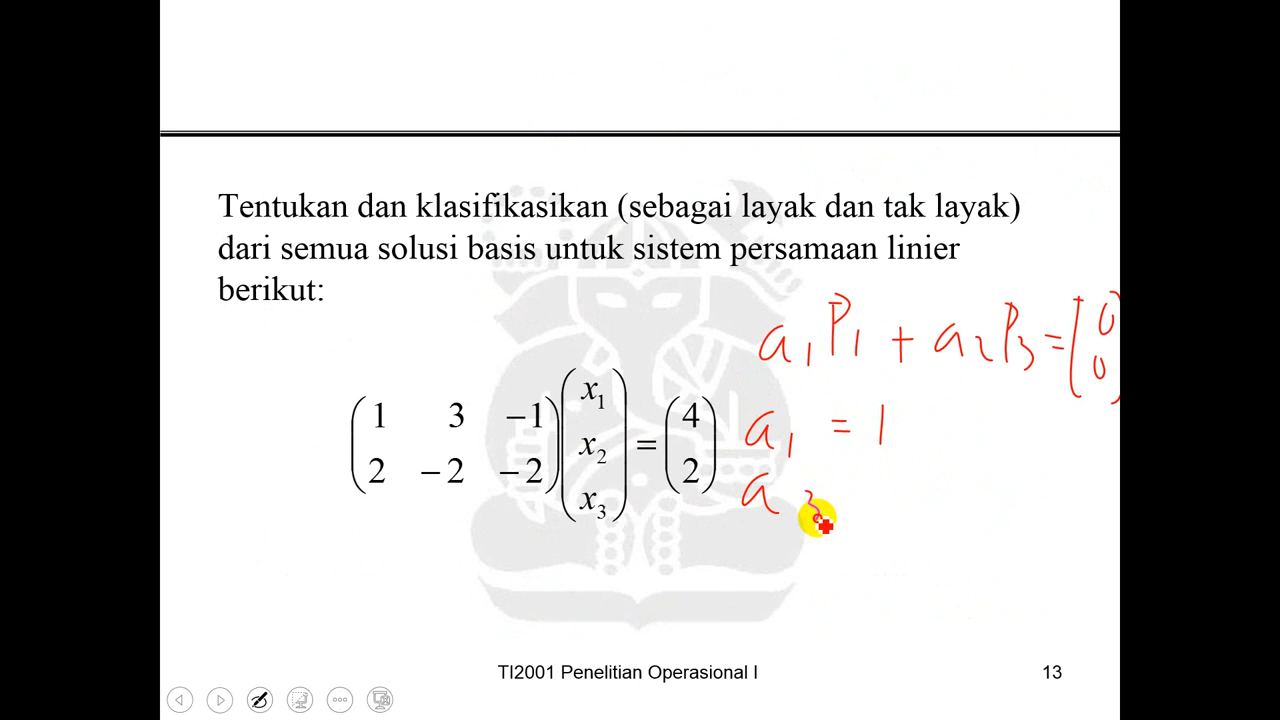 Tentukan dan klasifikasikan (sebagai layak dan tak layak)
dari semua solusi basis untuk sistem persamaan linier
berikut:
a₁P₁ + a₂P₃ = (0 0)
(1 3 −1) (x₁) = (4)
(2 −2 −2) (x₂) (2)
(x₃)
a₁ = 1
a₃
TI2001 Penelitian Operasional I
13